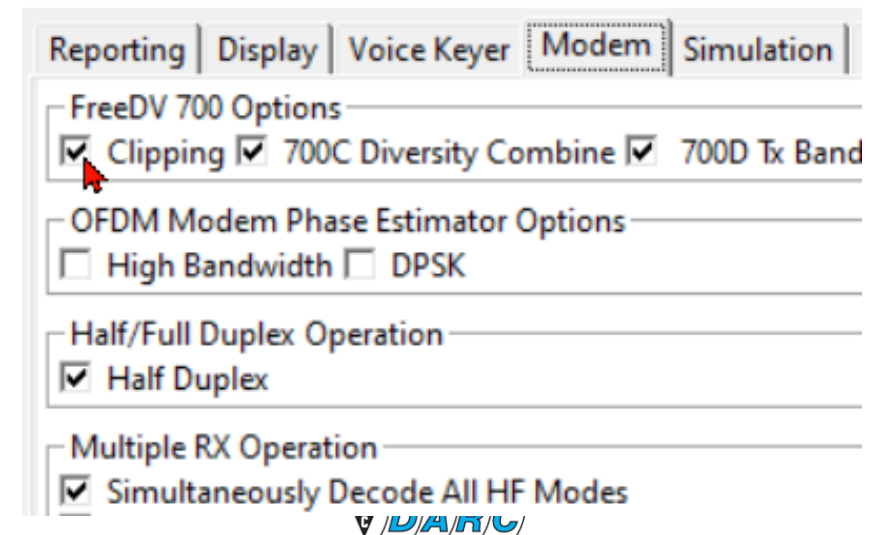 Reporting Display Voice Keyer Modem Simulation
FreeDV 700 Options
Clipping 700C Diversity Combine 700D Tx Band
OFDM Modem Phase Estimator Options
High Bandwidth DPSK
Half/Full Duplex Operation
Half Duplex
Multiple RX Operation
Simultaneously Decode All HF Modes
D/A/R/C/